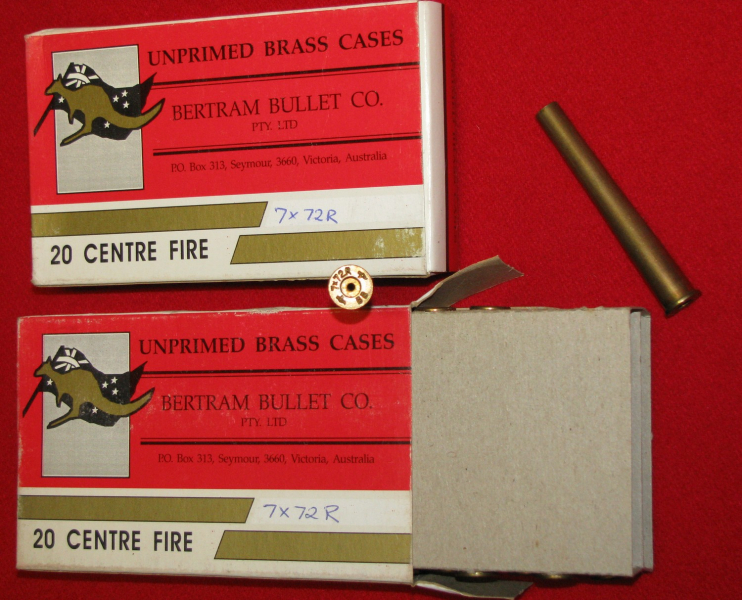 UNPRIMED BRASS CASES
BERTRAM BULLET CO.
PTY. LTD
P.O. Box 313, Seymour, 3660, Victoria, Australia
7x72R
20 CENTRE FIRE
7x72R
UNPRIMED BRASS CASES
BERTRAM BULLET CO.
PTY. LTD
P.O. Box 313, Seymour, 3660, Victoria, Australia
7x72R
20 CENTRE FIRE